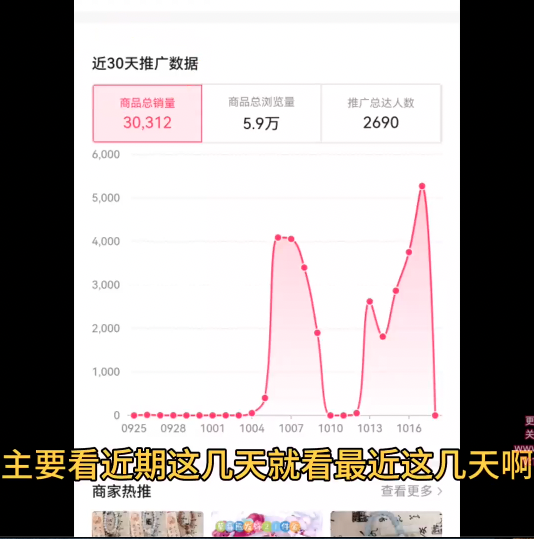 近30天推广数据
商品总销量 商品总浏览量 推广总达人数
30,312 5.9万 2690
6,000
5,000
4,000
3,000
2,000
1,000
0
0925 0928 1001 1004 1007 1010 1013 1016
更
关
www
主要看近期这几天就看最近这几天啊
商家热推 查看更多 >